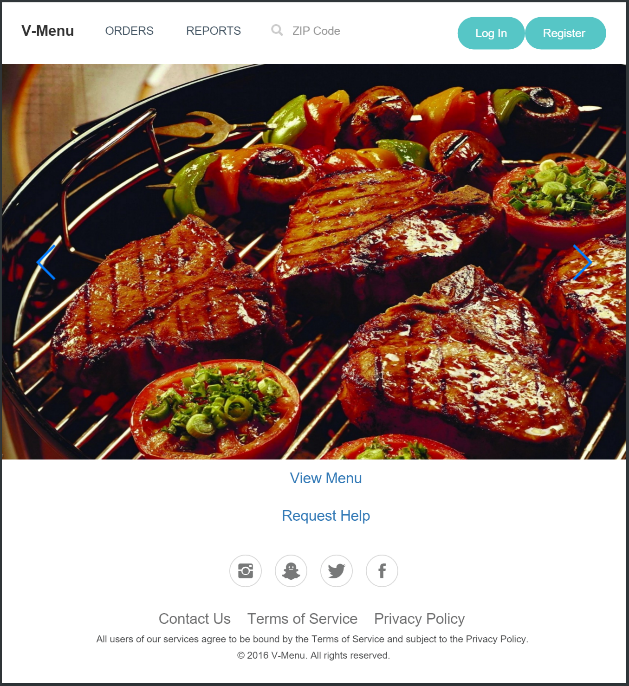 V-Menu ORDERS REPORTS ZIP Code Log In Register
View Menu
Request Help
Contact Us Terms of Service Privacy Policy
All users of our services agree to be bound by the Terms of Service and subject to the Privacy Policy.
© 2016 V-Menu. All rights reserved.